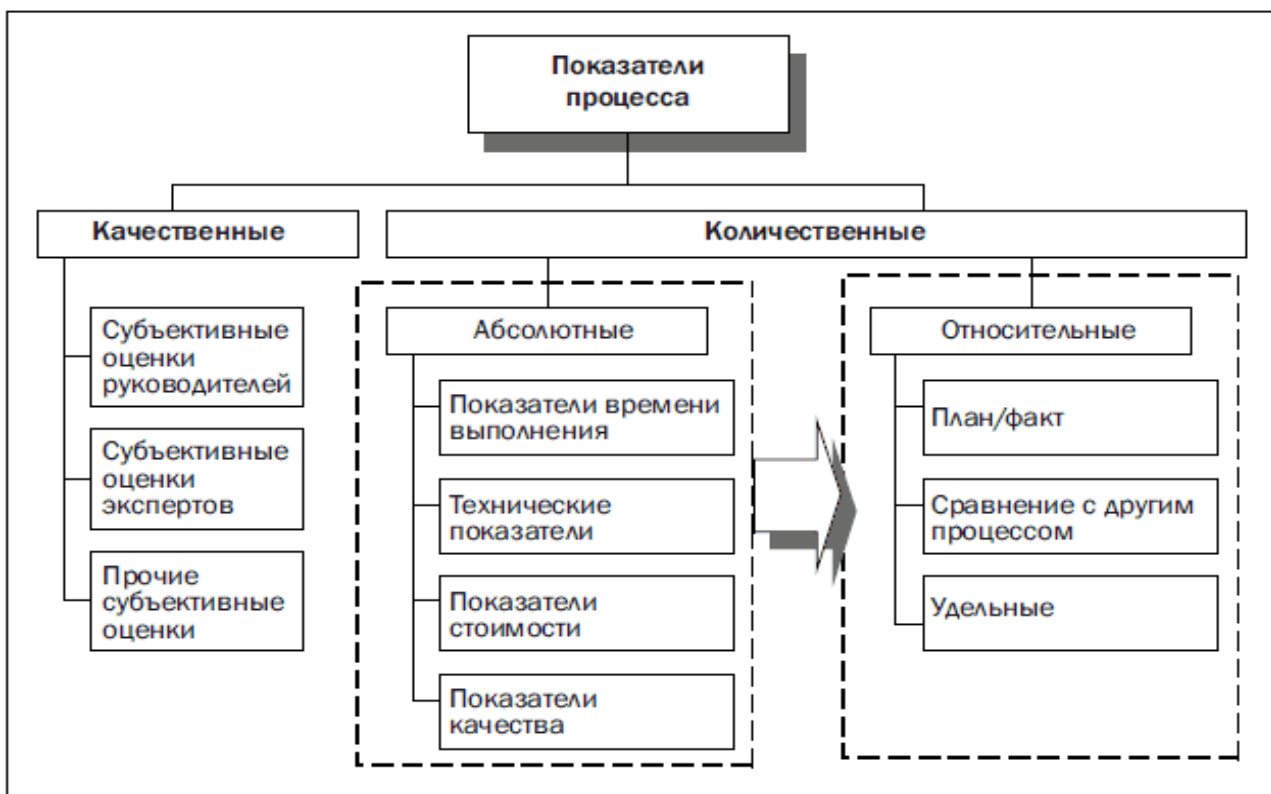 Показатели
процесса
Качественные
Количественные
Субъективные
оценки
руководителей
Субъективные
оценки
экспертов
Прочие
субъективные
оценки
Абсолютные
Показатели времени
выполнения
Технические
показатели
Показатели
стоимости
Показатели
качества
Относительные
План/факт
Сравнение с другим
процессом
Удельные